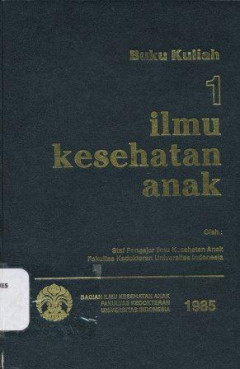 Buku Kuliah
1
ilmu
kesehatan
anak
Oleh :
Staf Pengajar Ilmu Kesehatan Anak
Fakultas Kedokteran Universitas Indonesia
BAGIAN ILMU KESEHATAN ANAK
FAKULTAS KEDOKTERAN
UNIVERSITAS INDONESIA
1985